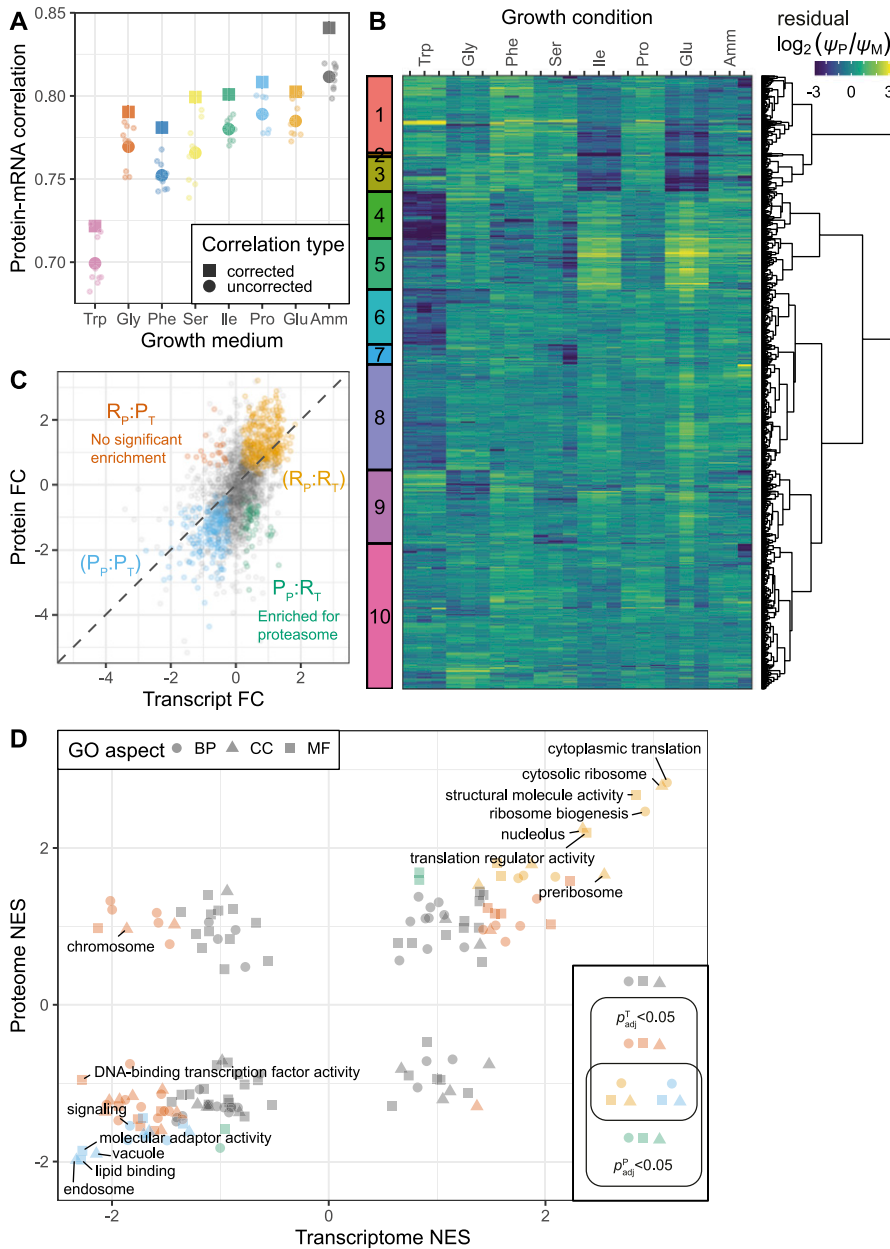 A
Protein-mRNA correlation
0.85
0.80
0.75
0.70
Correlation type
corrected
uncorrected
Trp Gly Phe Ser Ile Pro Glu Amm
Growth medium
B
Growth condition
Trp Gly Phe Ser Ile Pro Glu Amm
residual
log2 (ψP/ψM)
-3 0 3
1
2
3
4
5
6
7
8
9
10
C
Protein FC
2
0
-2
-4
RP:PT
No significant
enrichment
(RP:RT)
(PP:PT)
PP:RT
Enriched for
proteasome
-4 -2 0 2
Transcript FC
D
GO aspect BP CC MF
Proteome NES
2
0
-2
cytoplasmic translation
cytosolic ribosome
structural molecule activity
ribosome biogenesis
nucleolus
translation regulator activity
preribosome
chromosome
DNA-binding transcription factor activity
signaling
molecular adaptor activity
vacuole
lipid binding
endosome
pTadj<0.05
pPadj<0.05
-2 0 2
Transcriptome NES